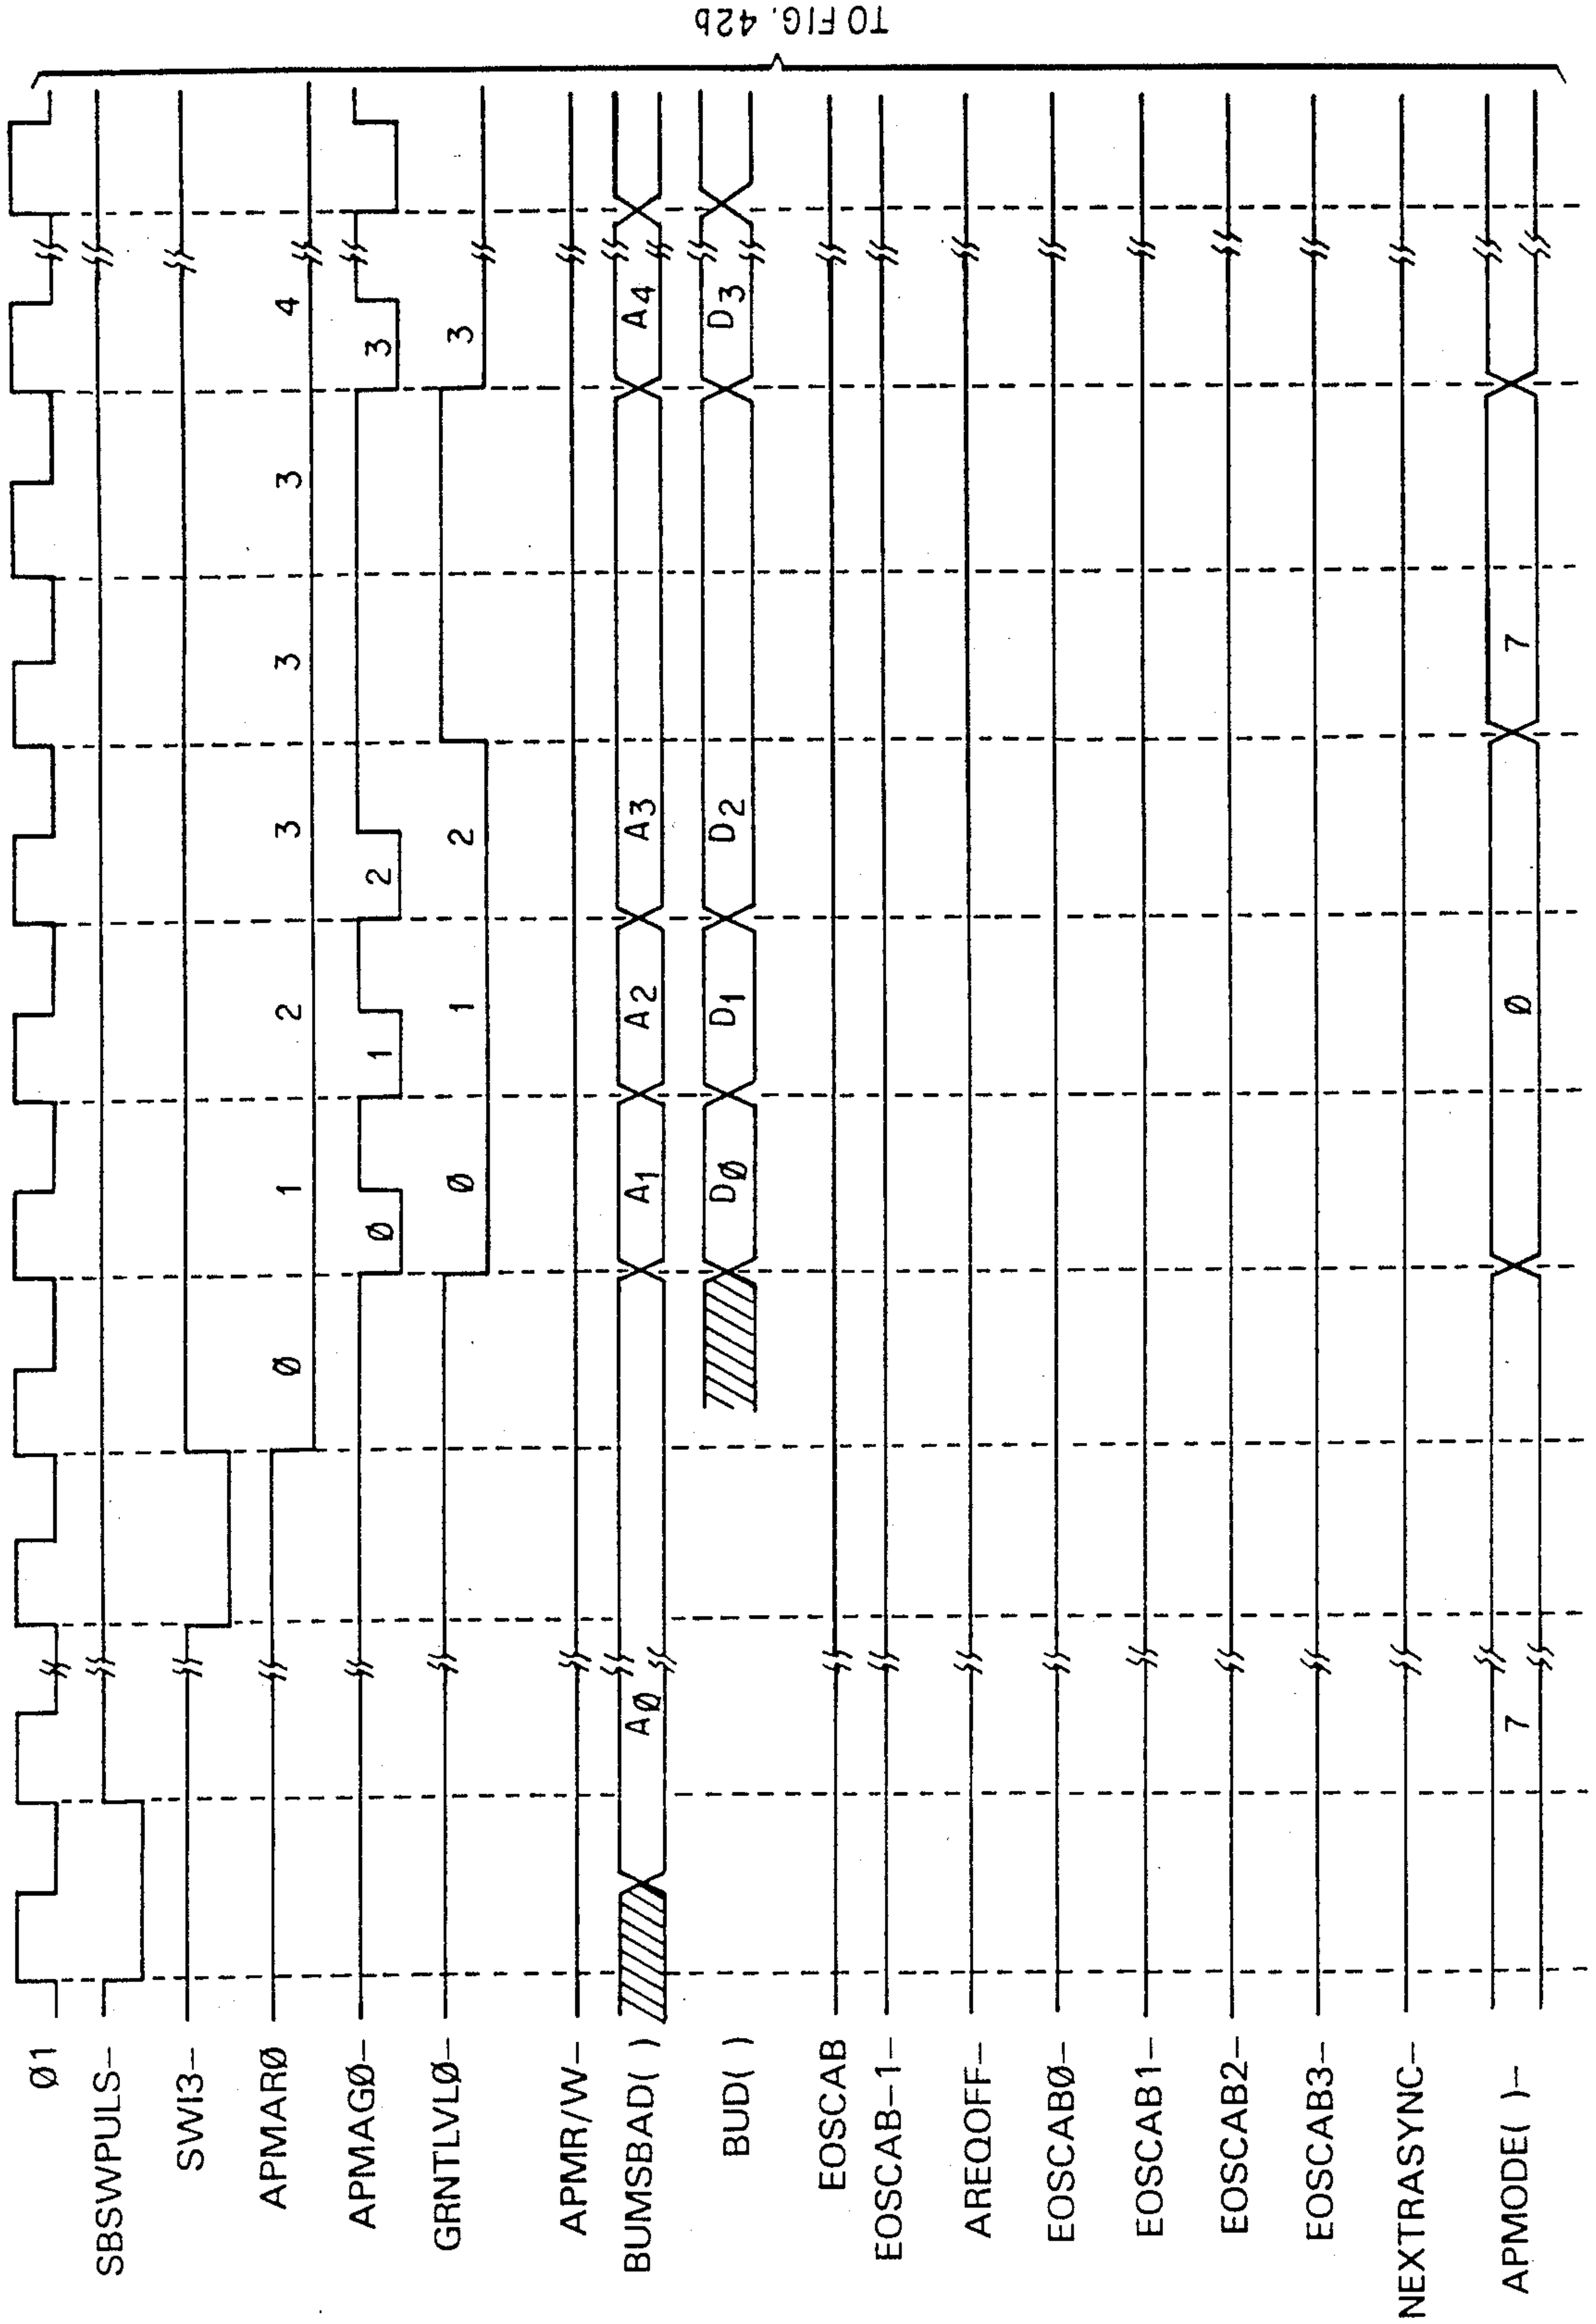 Ø1
SBSWPULS-
SWI3-
APMARØ Ø 1 2 3 3 3 4
APMAGØ- Ø 1 2 3
GRNTLVLØ- Ø 1 2 3
APMR/W-
BUMSBAD( ) AØ A1 A2 A3 A4
BUD( ) DØ D1 D2 D3
EOSCAB
EOSCAB-1-
AREQOFF-
EOSCABØ-
EOSCAB1-
EOSCAB2-
EOSCAB3-
NEXTRASYNC-
APMODE( )- 7 Ø 7
TO FIG. 42b